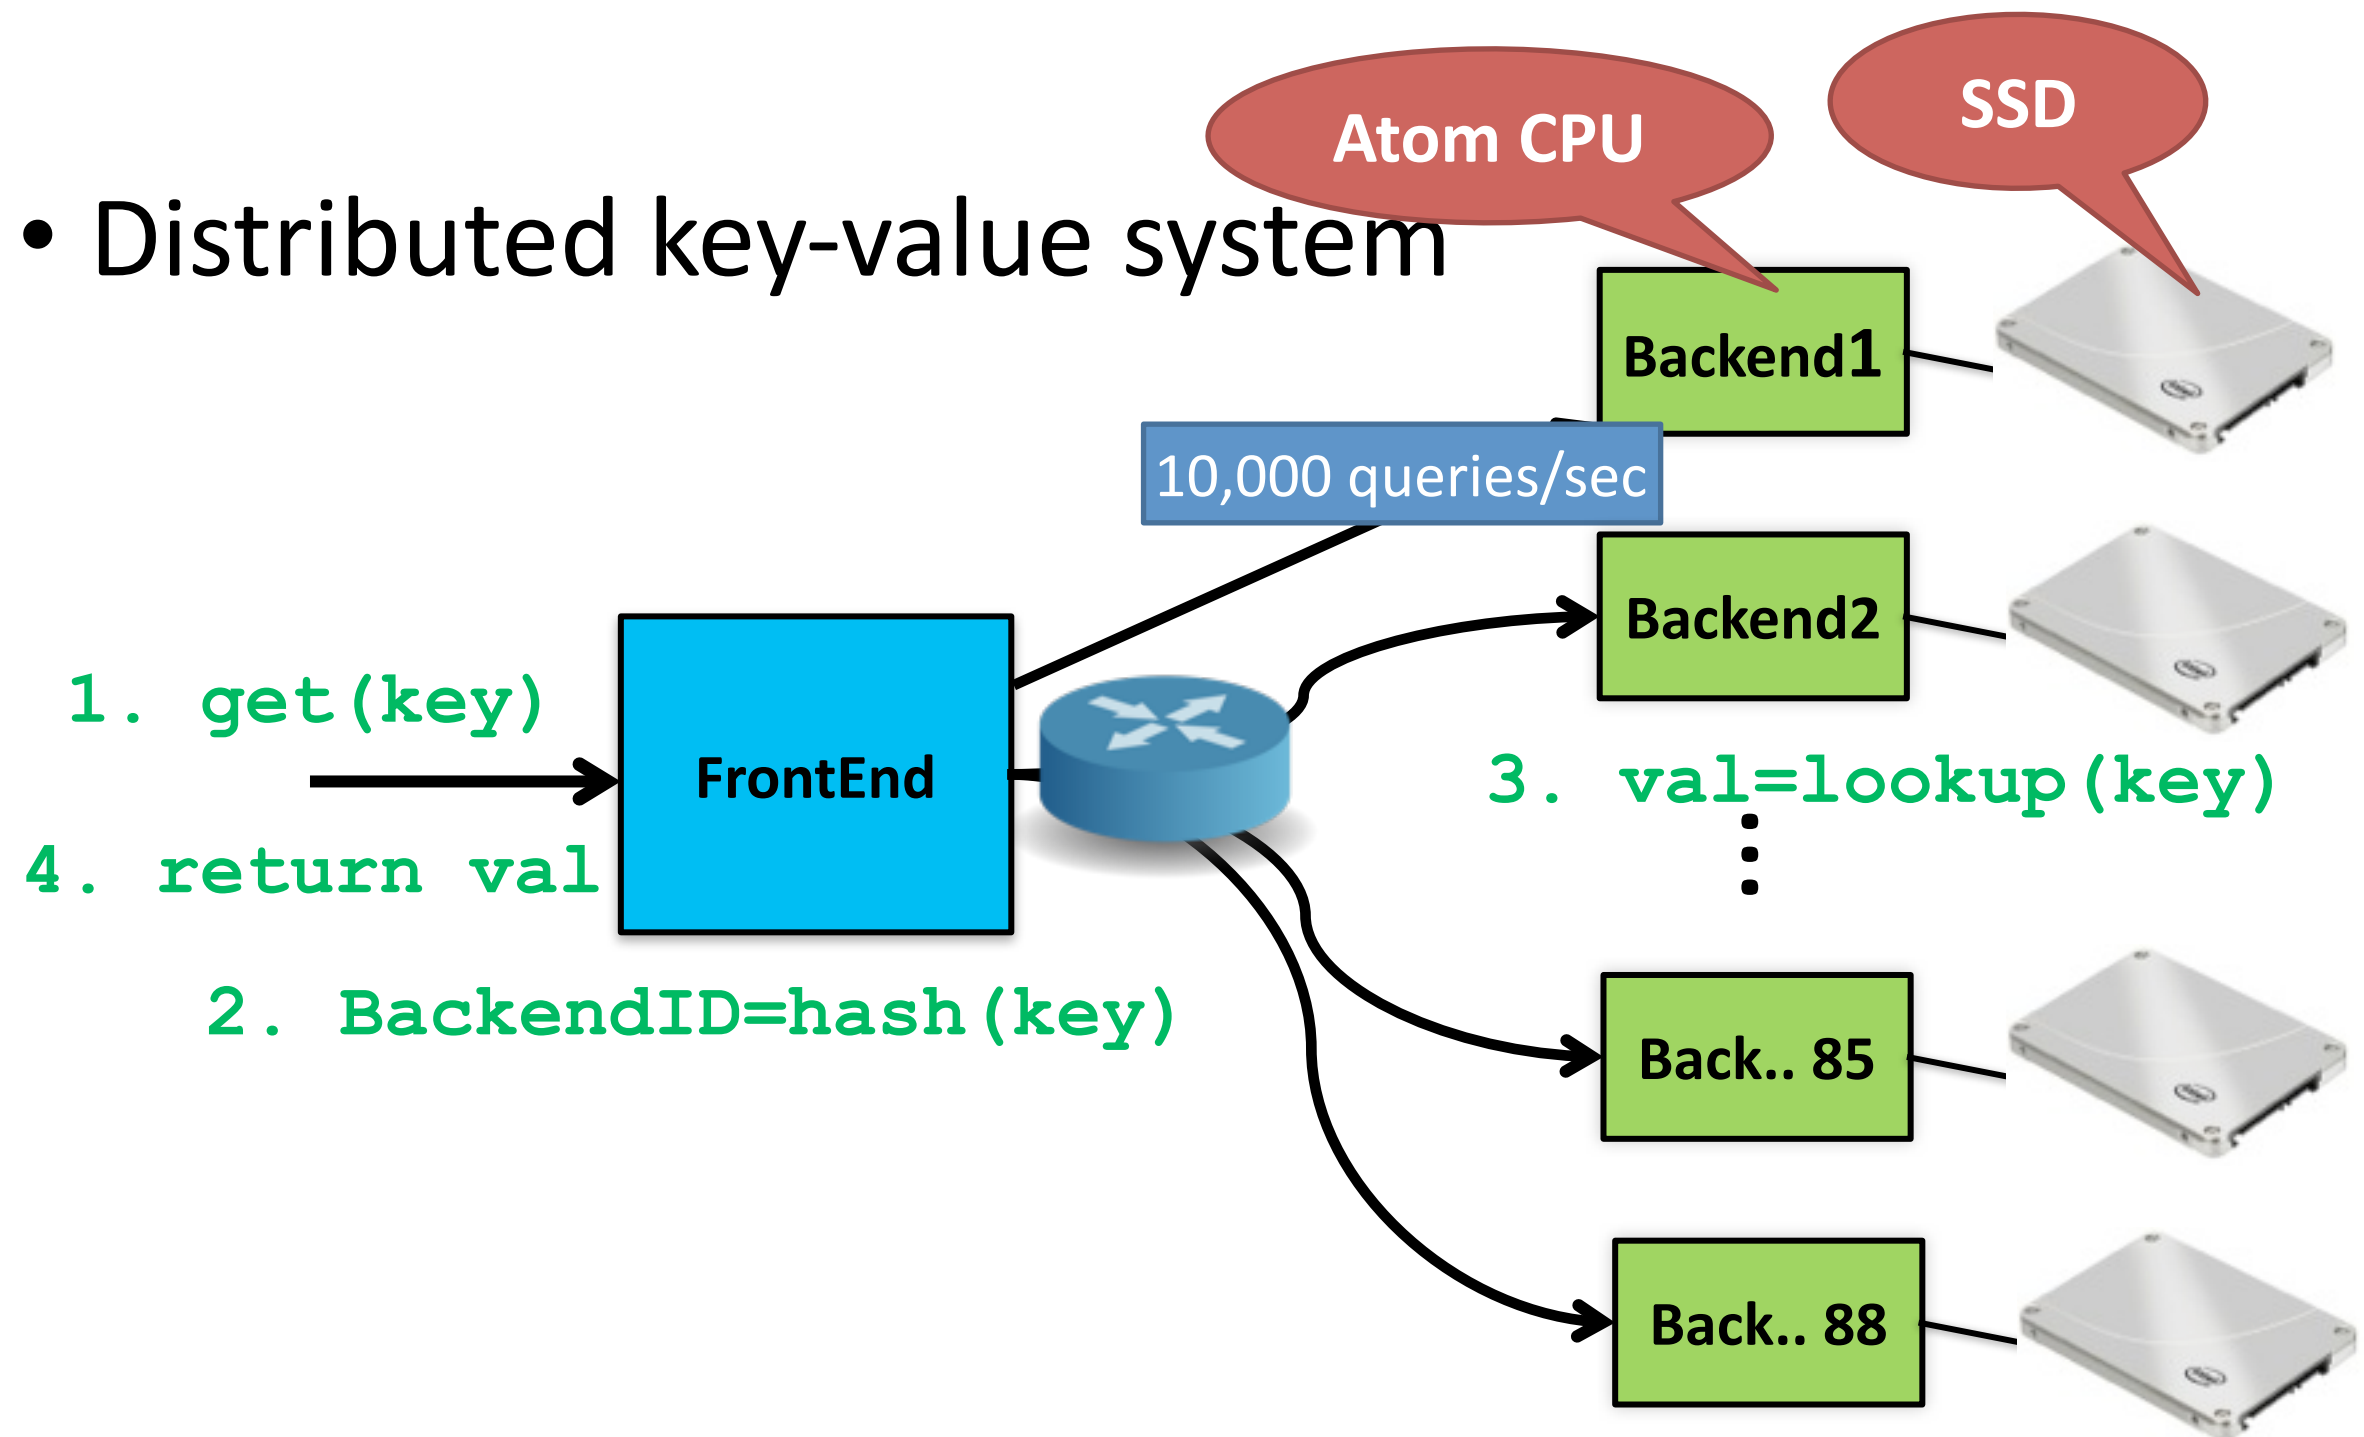 Atom CPU
SSD
• Distributed key-value system
Backend1
10,000 queries/sec
Backend2
1. get(key)
FrontEnd
3. val=lookup(key)
4. return val
2. BackendID=hash(key)
Back.. 85
Back.. 88